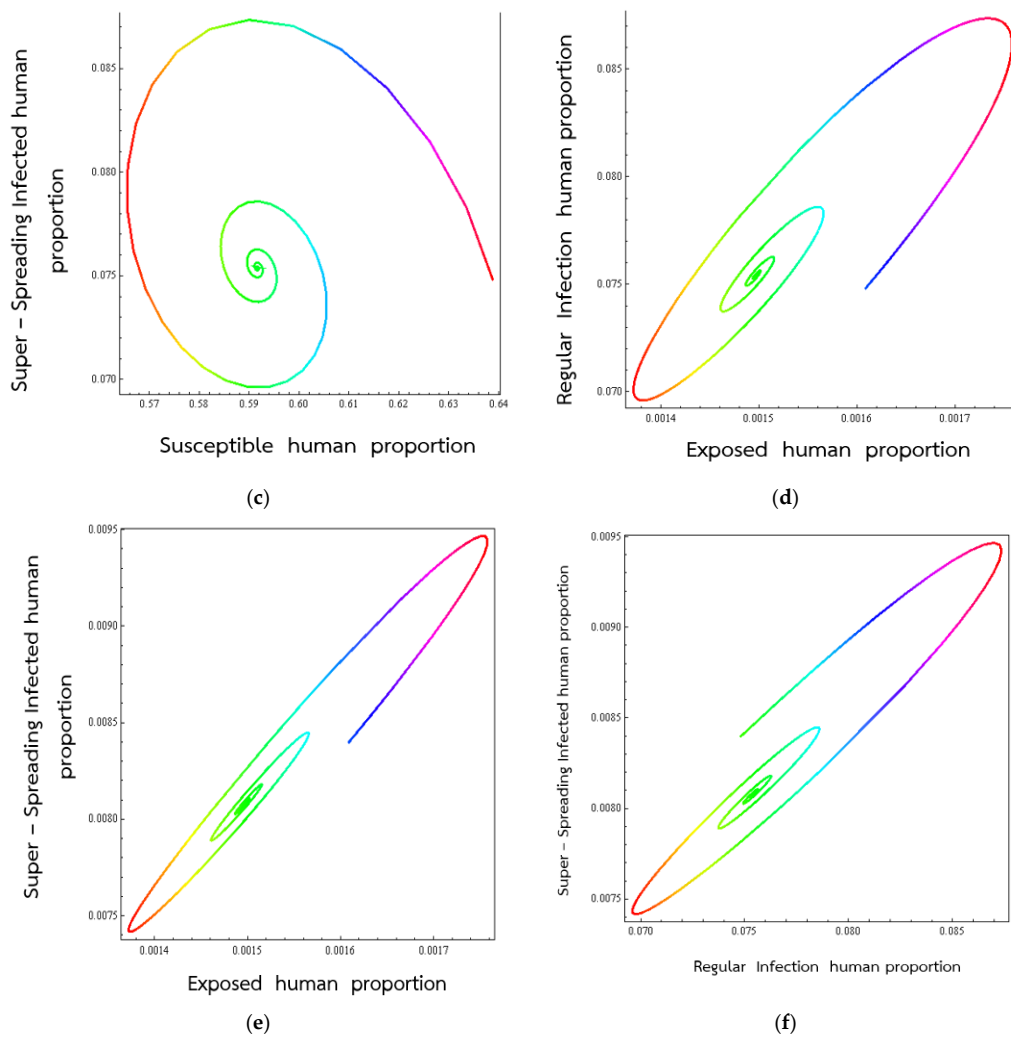 Super – Spreading Infected human
proportion
0.085
0.080
0.075
0.070
0.57
0.58
0.59
0.60
0.61
0.62
0.63
0.64
Susceptible human proportion
(c)
Regular Infection human proportion
0.085
0.080
0.075
0.070
0.0014
0.0015
0.0016
0.0017
Exposed human proportion
(d)
Super – Spreading Infected human
proportion
0.0095
0.0090
0.0085
0.0080
0.0075
0.0014
0.0015
0.0016
0.0017
Exposed human proportion
(e)
Super – Spreading Infected human proportion
0.0095
0.0090
0.0085
0.0080
0.0075
0.070
0.075
0.080
0.085
Regular Infection human proportion
(f)